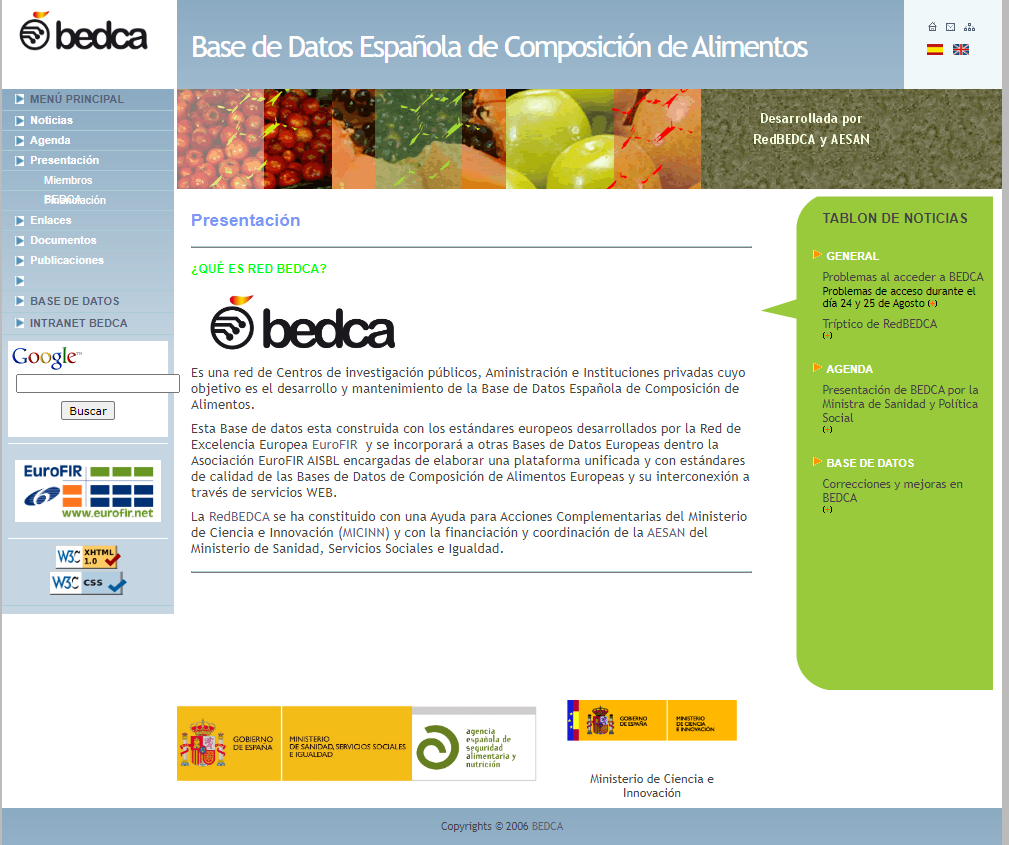 bedca
Base de Datos Española de Composición de Alimentos
MENÚ PRINCIPAL
Noticias
Agenda
Presentación
Miembros
BEDCA
Financiación
Enlaces
Documentos
Publicaciones
BASE DE DATOS
INTRANET BEDCA
Google™
Buscar
EuroFIR
www.eurofir.net
W3C XHTML 1.0
W3C css
Desarrollada por
RedBEDCA y AESAN
Presentación
¿QUÉ ES RED BEDCA?
bedca
Es una red de Centros de investigación públicos, Aministración e Instituciones privadas cuyo
objetivo es el desarrollo y mantenimiento de la Base de Datos Española de Composición de
Alimentos.
Esta Base de datos esta construida con los estándares europeos desarrollados por la Red de
Excelencia Europea EuroFIR y se incorporará a otras Bases de Datos Europeas dentro la
Asociación EuroFIR AISBL encargadas de elaborar una plataforma unificada y con estándares
de calidad de las Bases de Datos de Composición de Alimentos Europeas y su interconexión a
través de servicios WEB.
La RedBEDCA se ha constituido con una Ayuda para Acciones Complementarias del Ministerio
de Ciencia e Innovación (MICINN) y con la financiación y coordinación de la AESAN del
Ministerio de Sanidad, Servicios Sociales e Igualdad.
TABLON DE NOTICIAS
GENERAL
Problemas al acceder a BEDCA
Problemas de acceso durante el
día 24 y 25 de Agosto (+)
Tríptico de RedBEDCA
(+)
AGENDA
Presentación de BEDCA por la
Ministra de Sanidad y Política
Social
(+)
BASE DE DATOS
Correcciones y mejoras en
BEDCA
(+)
GOBIERNO
DE ESPAÑA
MINISTERIO
DE SANIDAD, SERVICIOS SOCIALES
E IGUALDAD
agencia
española de
seguridad
alimentaria y
nutrición
GOBIERNO
DE ESPAÑA
MINISTERIO
DE CIENCIA
E INNOVACIÓN
Ministerio de Ciencia e
Innovación
Copyrights © 2006 BEDCA